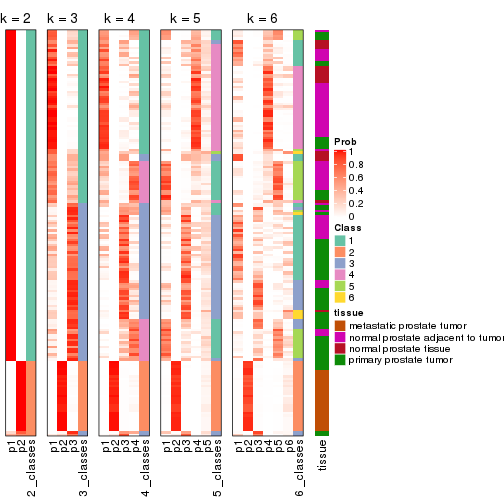 k = 2 k = 3 k = 4 k = 5 k = 6
Prob
1
0.8
0.6
0.4
0.2
0
Class
1
2
3
4
5
6
tissue
metastatic prostate tumor
normal prostate adjacent to tumor
normal prostate tissue
primary prostate tumor
p1
p2
2_classes
p1
p2
p3
3_classes
p1
p2
p3
p4
4_classes
p1
p2
p3
p4
p5
5_classes
p1
p2
p3
p4
p5
p6
6_classes
tissue